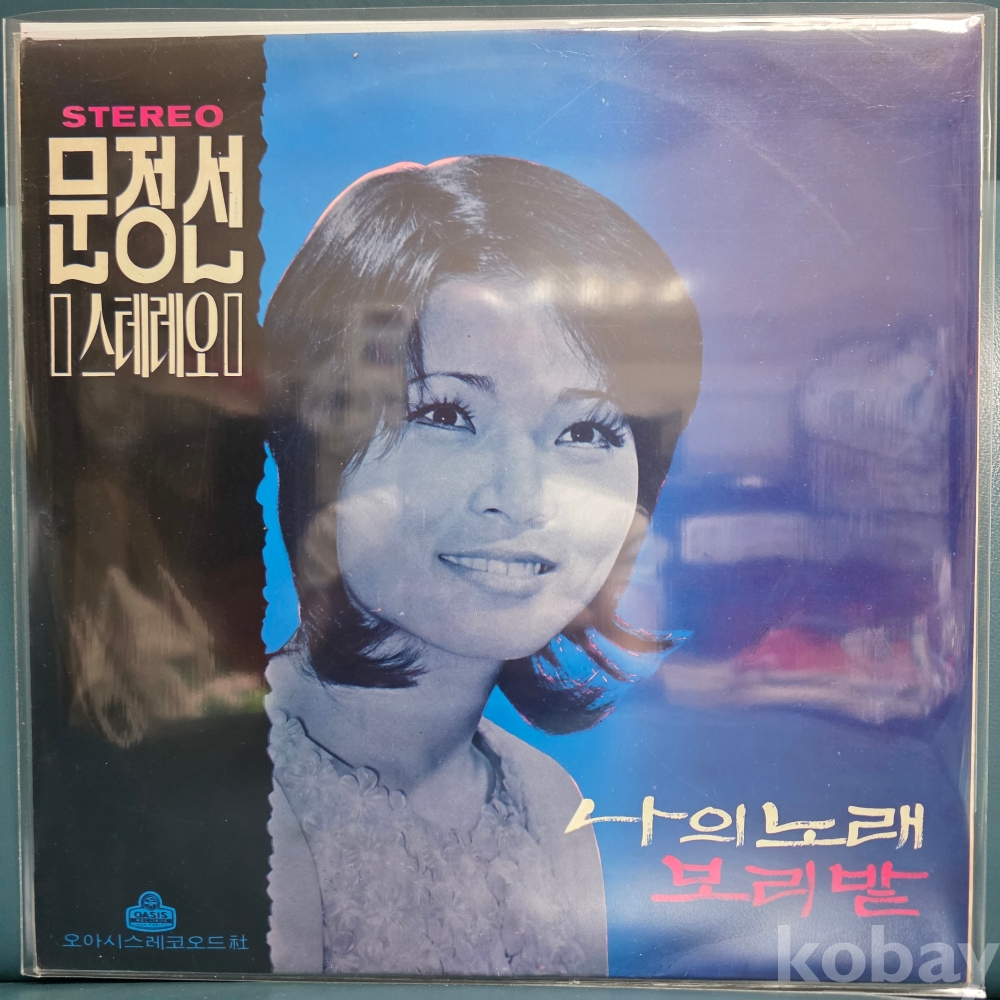 STEREO
문정선
[스테레오]
나의 노래
보리밭
OASIS
RECORDS
오아시스레코오드社
kobay